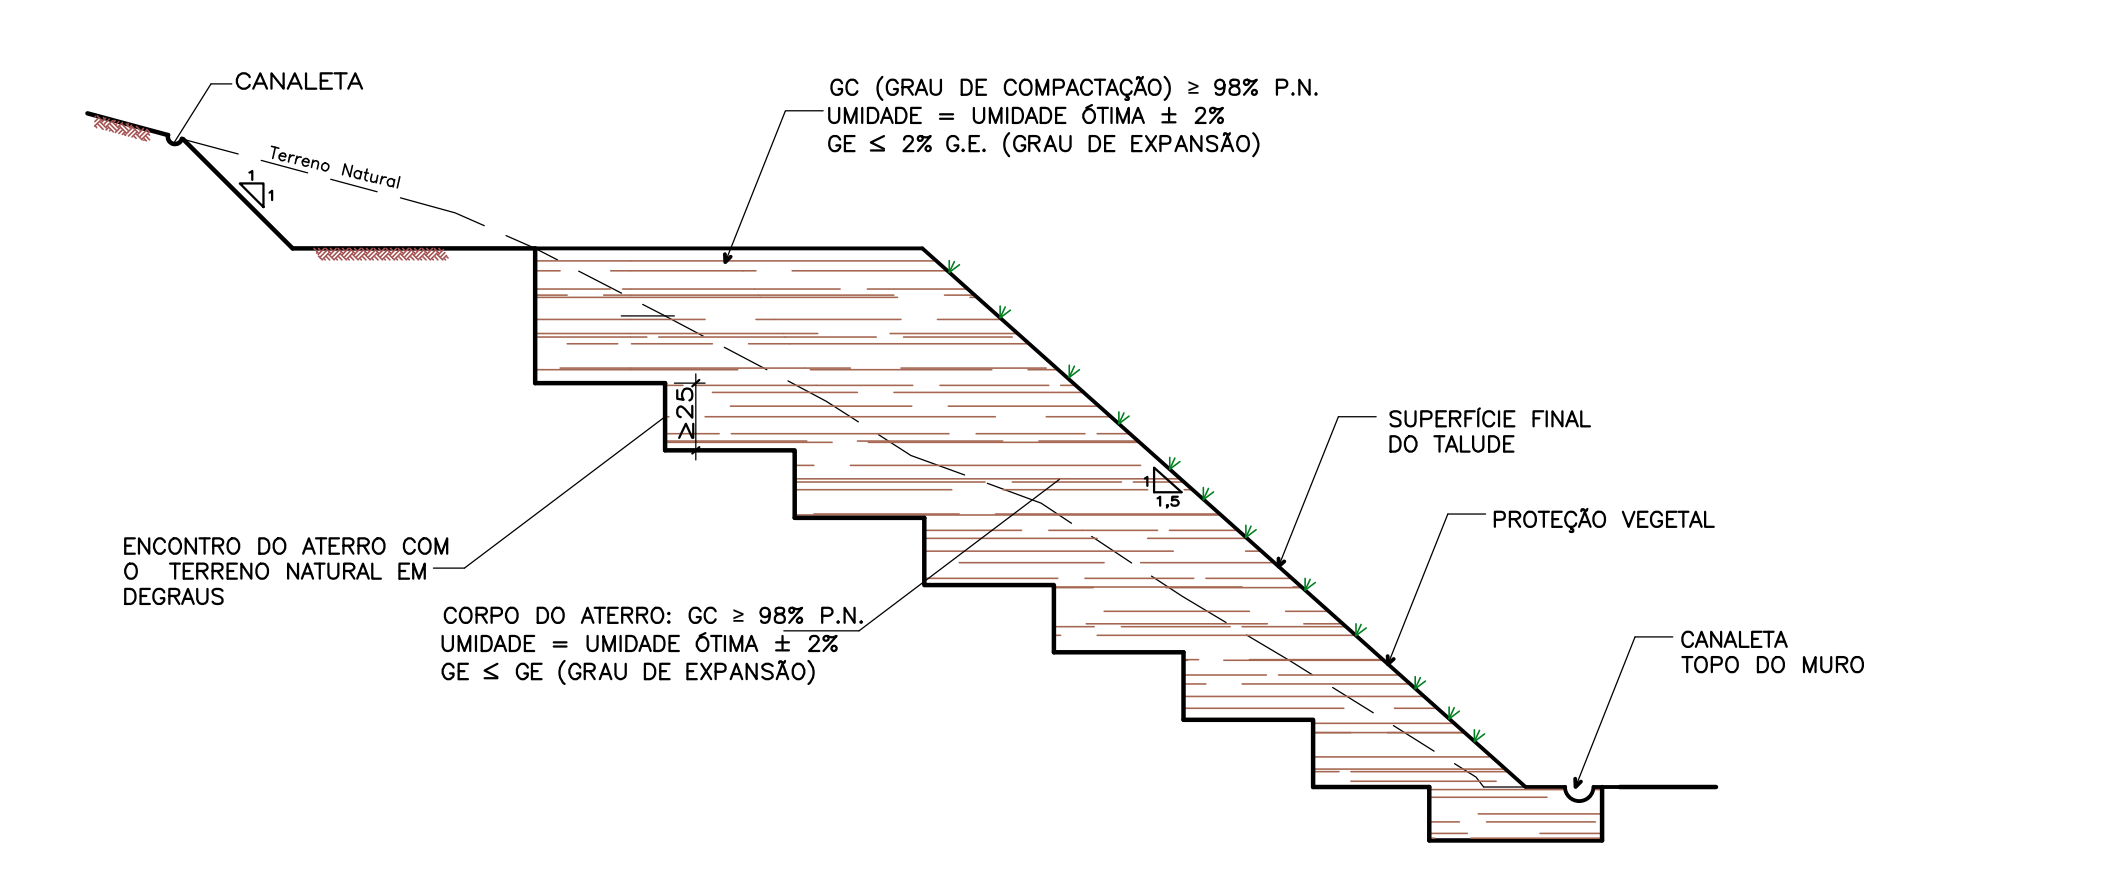 CANALETA
GC (GRAU DE COMPACTAÇÃO) ≥ 98% P.N.
UMIDADE = UMIDADE ÓTIMA ± 2%
GE ≤ 2% G.E. (GRAU DE EXPANSÃO)
Terreno Natural
1
1
≥25
SUPERFÍCIE FINAL
DO TALUDE
1
1,5
PROTEÇÃO VEGETAL
ENCONTRO DO ATERRO COM
O TERRENO NATURAL EM
DEGRAUS
CORPO DO ATERRO: GC ≥ 98% P.N.
UMIDADE = UMIDADE ÓTIMA ± 2%
GE ≤ GE (GRAU DE EXPANSÃO)
CANALETA
TOPO DO MURO